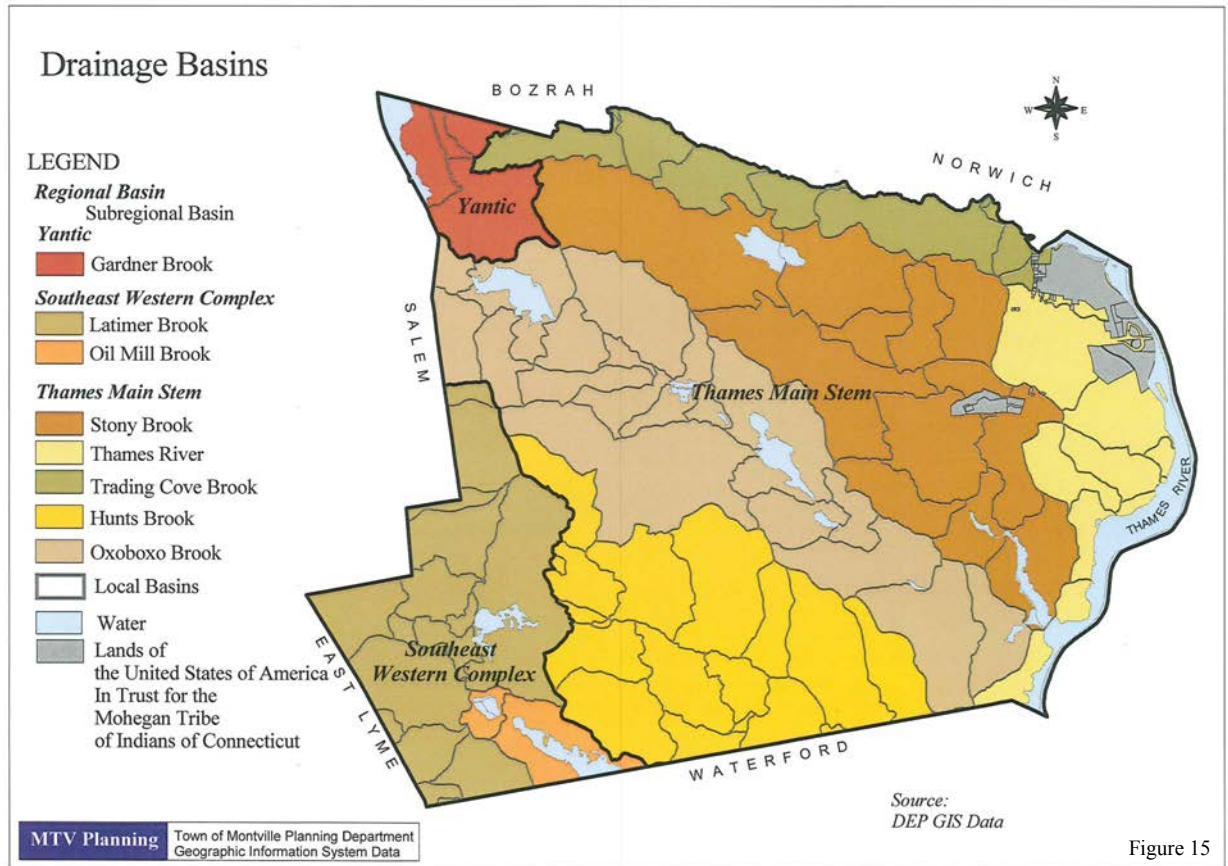 Drainage Basins
LEGEND
Regional Basin
Subregional Basin
Yantic
Gardner Brook
Southeast Western Complex
Latimer Brook
Oil Mill Brook
Thames Main Stem
Stony Brook
Thames River
Trading Cove Brook
Hunts Brook
Oxoboxo Brook
Local Basins
Water
Lands of
the United States of America
In Trust for the
Mohegan Tribe
of Indians of Connecticut
BOZRAH
N
W E
S
NORWICH
Yantic
SALEM
Thames Main Stem
THAMES RIVER
Southeast
Western Complex
EAST LYME
WATERFORD
Source:
DEP GIS Data
MTV Planning
Town of Montville Planning Department
Geographic Information System Data
Figure 15